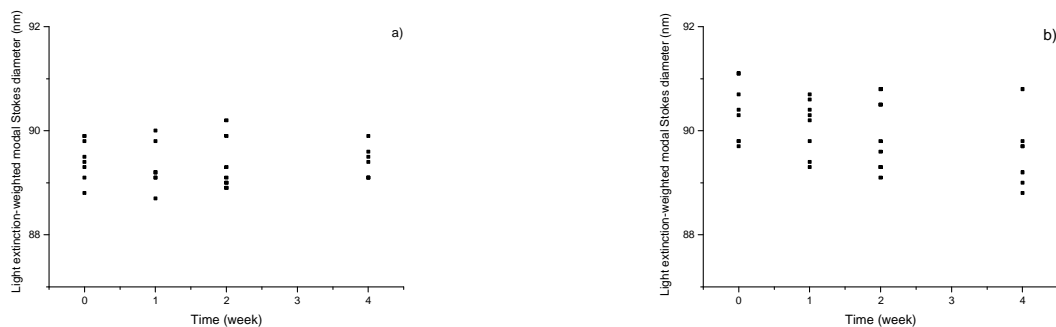 Light extinction-weighted modal Stokes diameter (nm)
92
90
88
a)
0
1
2
3
4
Time (week)
Light extinction-weighted modal Stokes diameter (nm)
92
90
88
b)
0
1
2
3
4
Time (week)